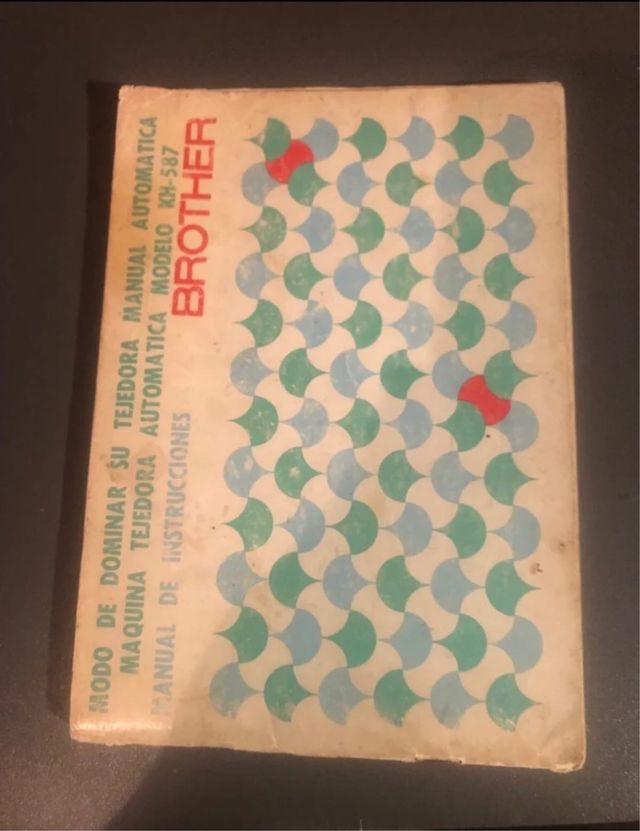 MODO DE DOMINAR SU TEJEDORA MANUAL AUTOMATICA
MAQUINA TEJEDORA AUTOMATICA MODELO KH-587
MANUAL DE INSTRUCCIONES
BROTHER